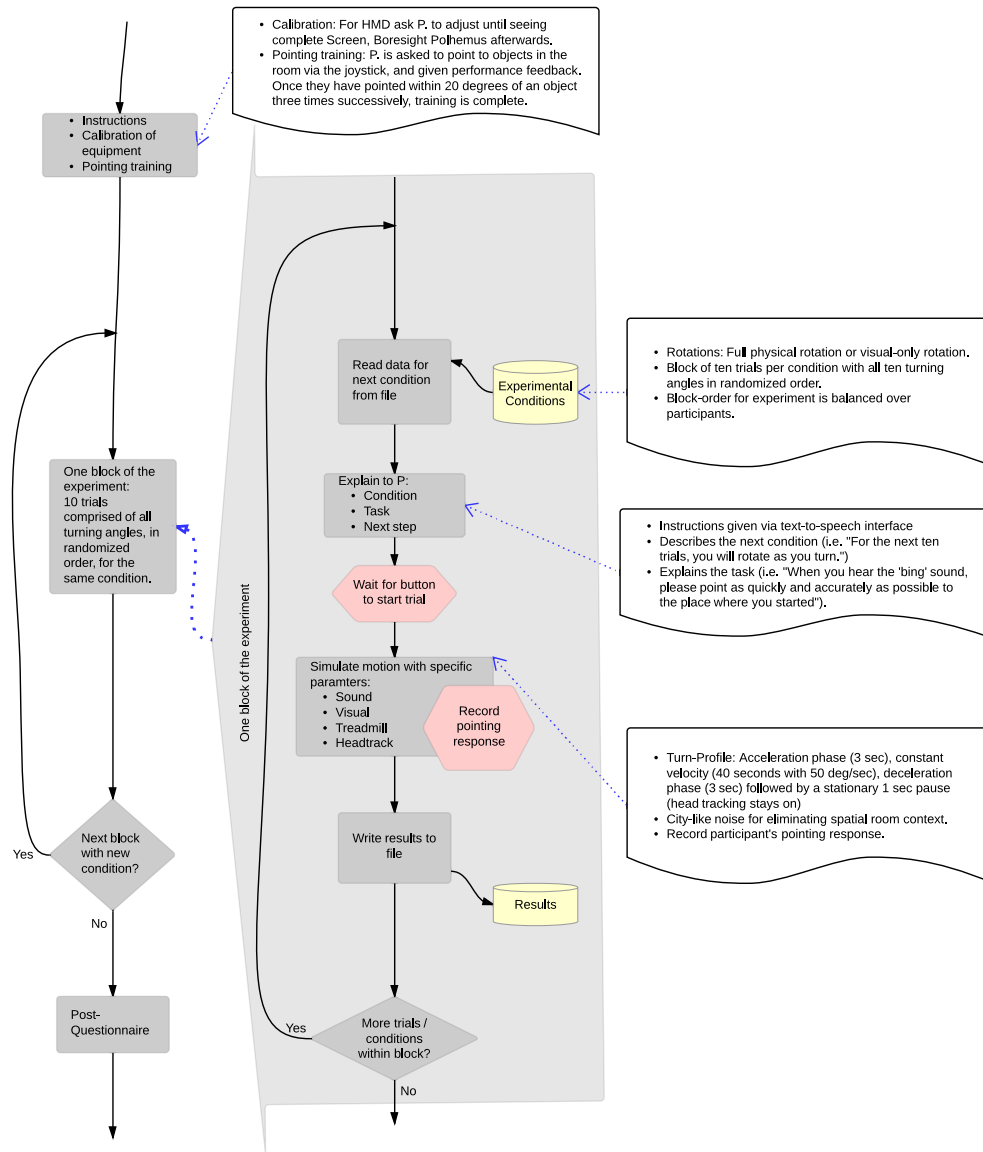 • Calibration: For HMD ask P. to adjust until seeing
complete Screen, Boresight Polhemus afterwards.
• Pointing training: P. is asked to point to objects in the
room via the joystick, and given performance feedback.
Once they have pointed within 20 degrees of an object
three times successively, training is complete.
• Instructions
• Calibration of
equipment
• Pointing training
One block of the
experiment:
10 trials
comprised of all
turning angles, in
randomized
order, for the
same condition.
Next block
with new
condition?
Yes
No
Post-
Questionnaire
One block of the experiment
Read data for
next condition
from file
Experimental
Conditions
• Rotations: Full physical rotation or visual-only rotation.
• Block of ten trials per condition with all ten turning
angles in randomized order.
• Block-order for experiment is balanced over
participants.
Explain to P:
• Condition
• Task
• Next step
• Instructions given via text-to-speech interface
• Describes the next condition (i.e. "For the next ten
trials, you will rotate as you turn.")
• Explains the task (i.e. "When you hear the 'bing' sound,
please point as quickly and accurately as possible to
the place where you started").
Wait for button
to start trial
Simulate motion with specific
paramters:
• Sound
• Visual
• Treadmill
• Headtrack
Record
pointing
response
• Turn-Profile: Acceleration phase (3 sec), constant
velocity (40 seconds with 50 deg/sec), deceleration
phase (3 sec) followed by a stationary 1 sec pause
(head tracking stays on)
• City-like noise for eliminating spatial room context.
• Record participant's pointing response.
Write results to
file
Results
More trials /
conditions
within block?
Yes
No